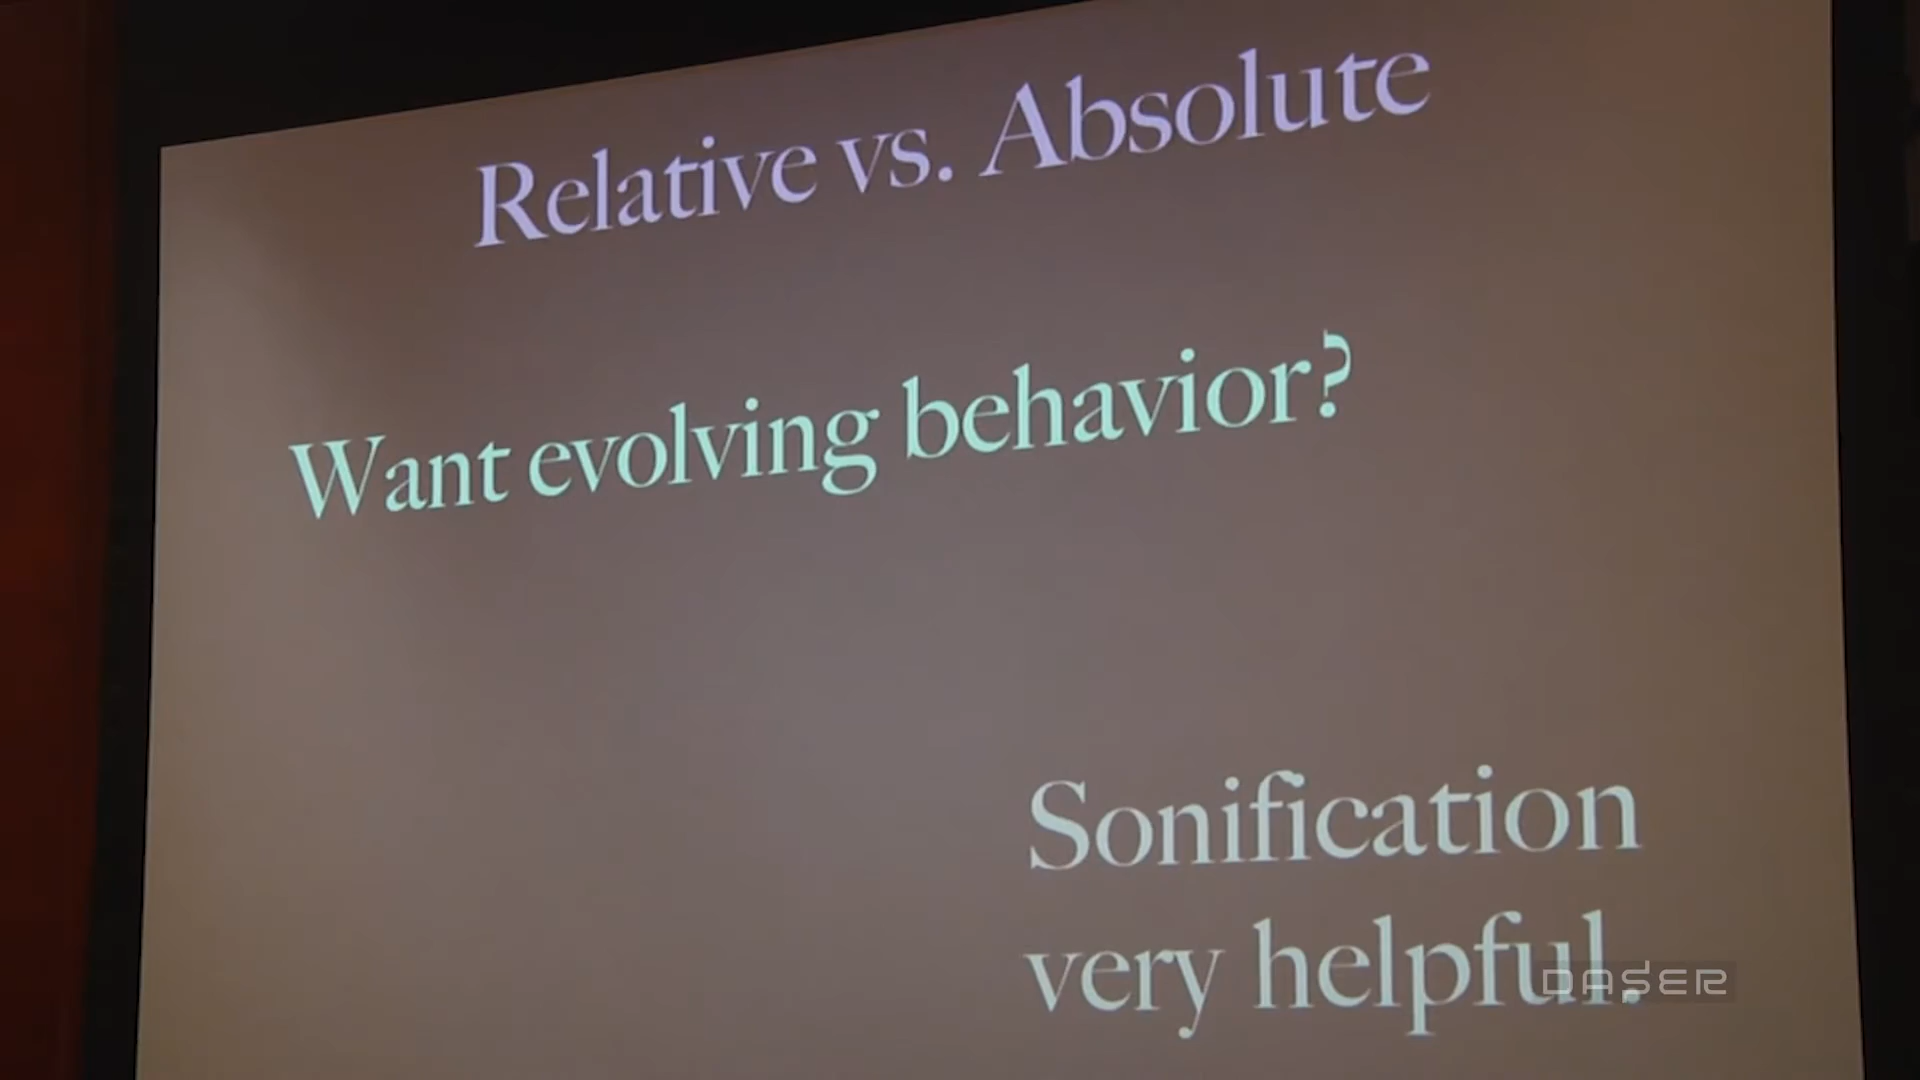 Relative vs. Absolute
Want evolving behavior?
Sonification
very helpful.
DASER